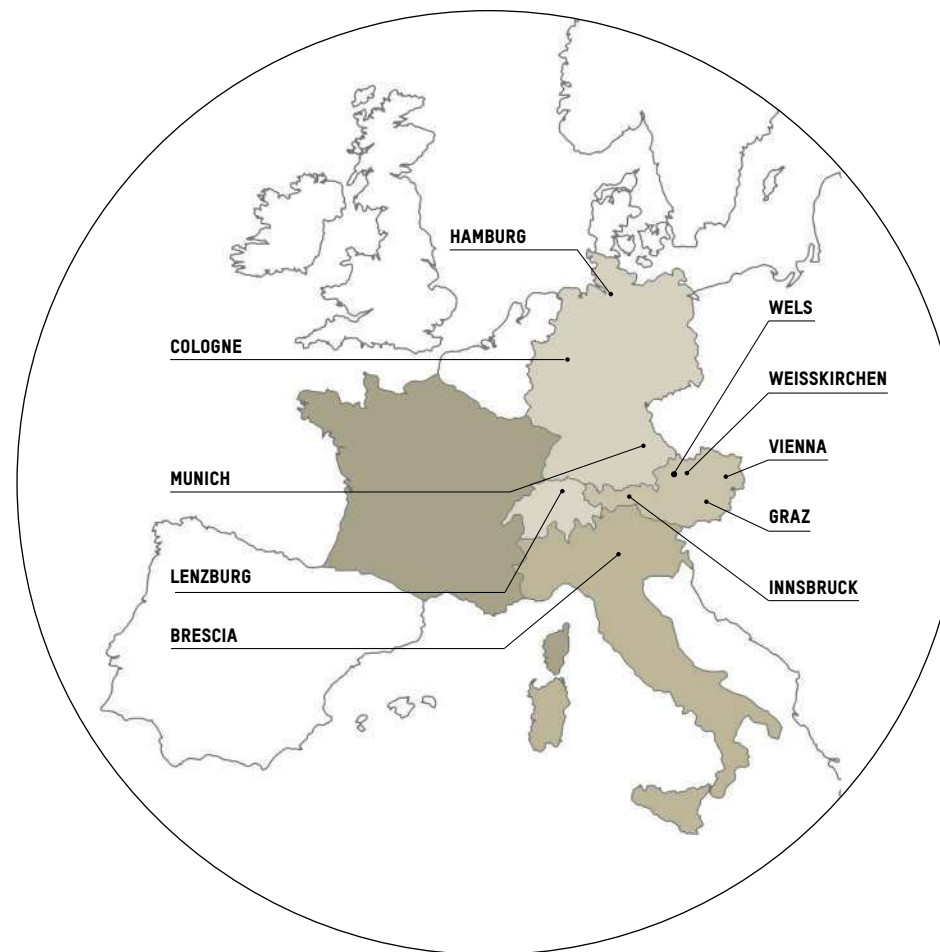 HAMBURG
WELS
COLOGNE
WEISSKIRCHEN
VIENNA
MUNICH
GRAZ
LENZBURG
INNSBRUCK
BRESCIA